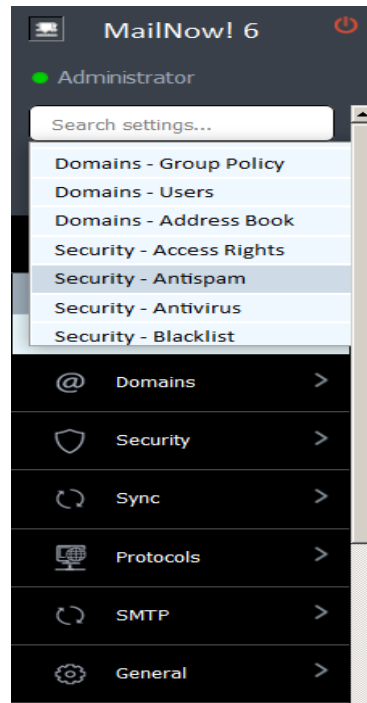 MailNow! 6
Administrator
Search settings...
Domains - Group Policy
Domains - Users
Domains - Address Book
Security - Access Rights
Security - Antispam
Security - Antivirus
Security - Blacklist
@ Domains >
Security >
Sync >
Protocols >
SMTP >
General >